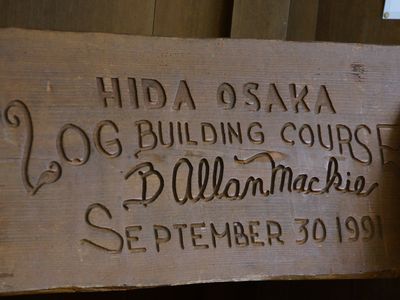 HIDA OSAKA
LOG BUILDING COURSE
B Allan Mackie
SEPTEMBER 30 1991